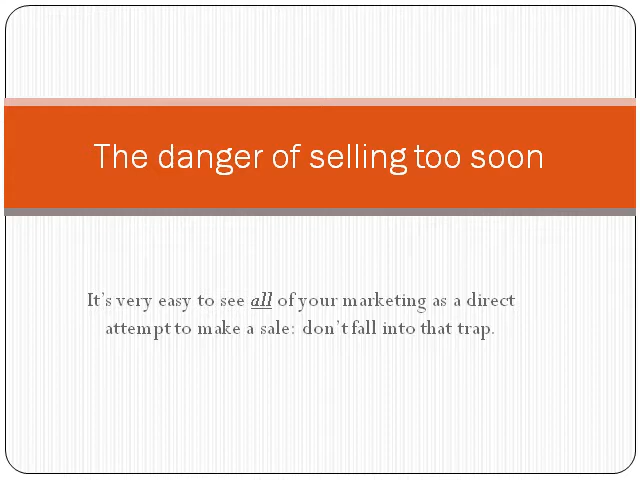 The danger of selling too soon
It’s very easy to see all of your marketing as a direct
attempt to make a sale: don’t fall into that trap.